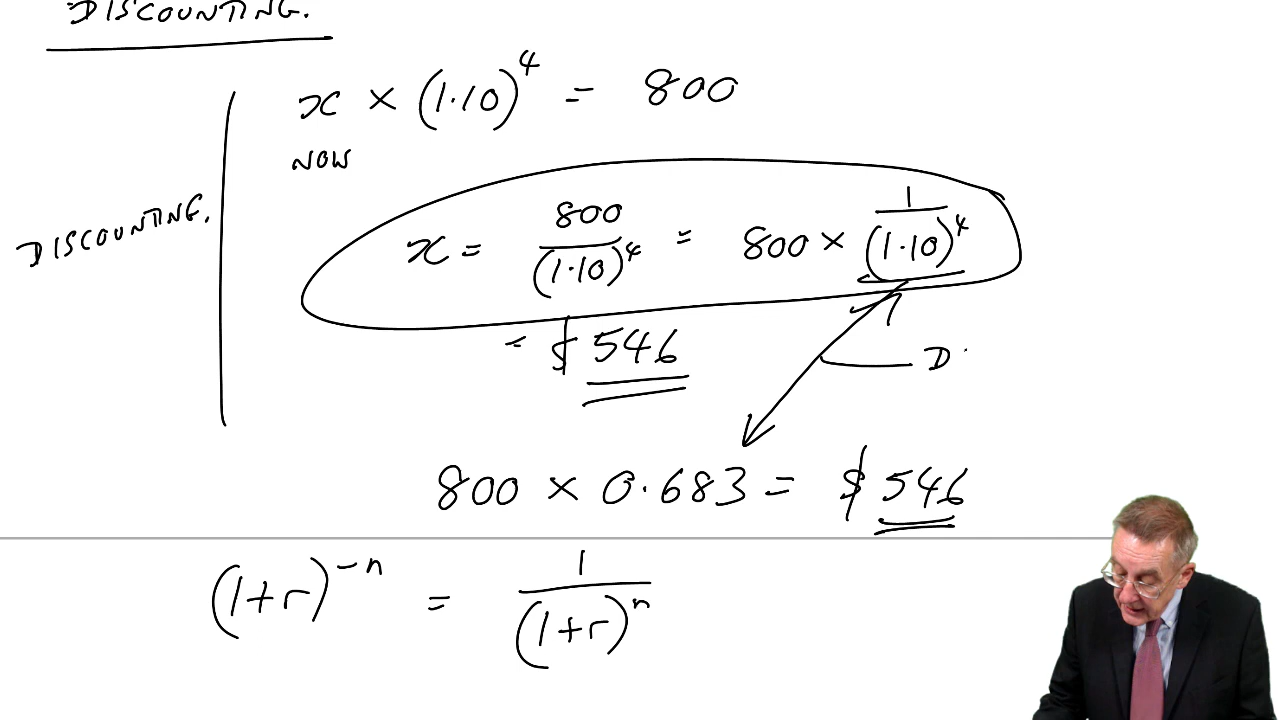 DISCOUNTING.
x × (1·10)^4 = 800
NOW
DISCOUNTING.
x = 800/(1·10)^4 = 800 × 1/(1·10)^4
= $ 546
D
800 × 0.683 = $ 546
(1+r)^-n = 1/(1+r)^n